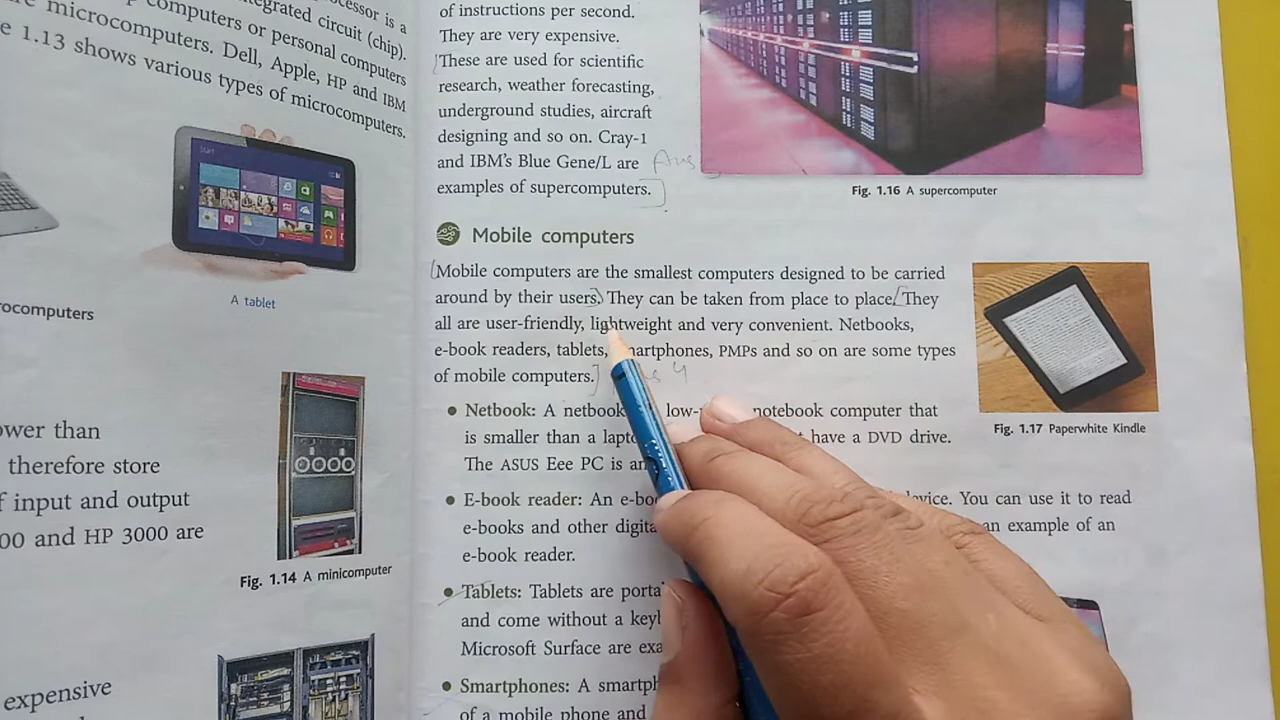 ocessor is a
egrated circuit (chip).
computers or personal computers
microcomputers. Dell, Apple, HP and IBM
e 1.13 shows various types of microcomputers.
Start
A tablet
rocomputers
ower than
therefore store
f input and output
00 and HP 3000 are
Fig. 1.14 A minicomputer
expensive
of instructions per second.
They are very expensive.
These are used for scientific
research, weather forecasting,
underground studies, aircraft
designing and so on. Cray-1
and IBM's Blue Gene/L are Ans
examples of supercomputers.
Fig. 1.16 A supercomputer
Mobile computers
Mobile computers are the smallest computers designed to be carried
around by their users. They can be taken from place to place. They
all are user-friendly, lightweight and very convenient. Netbooks,
e-book readers, tablets, martphones, PMPs and so on are some types
of mobile computers. s 4
Fig. 1.17 Paperwhite Kindle
• Netbook: A netbook low- notebook computer that
is smaller than a lapt have a DVD drive.
The ASUS Eee PC is an
• E-book reader: An e-bo device. You can use it to read
e-books and other digita an example of an
e-book reader.
• Tablets: Tablets are porta
and come without a key
Microsoft Surface are exa
• Smartphones: A smartph
of a mobile phone and